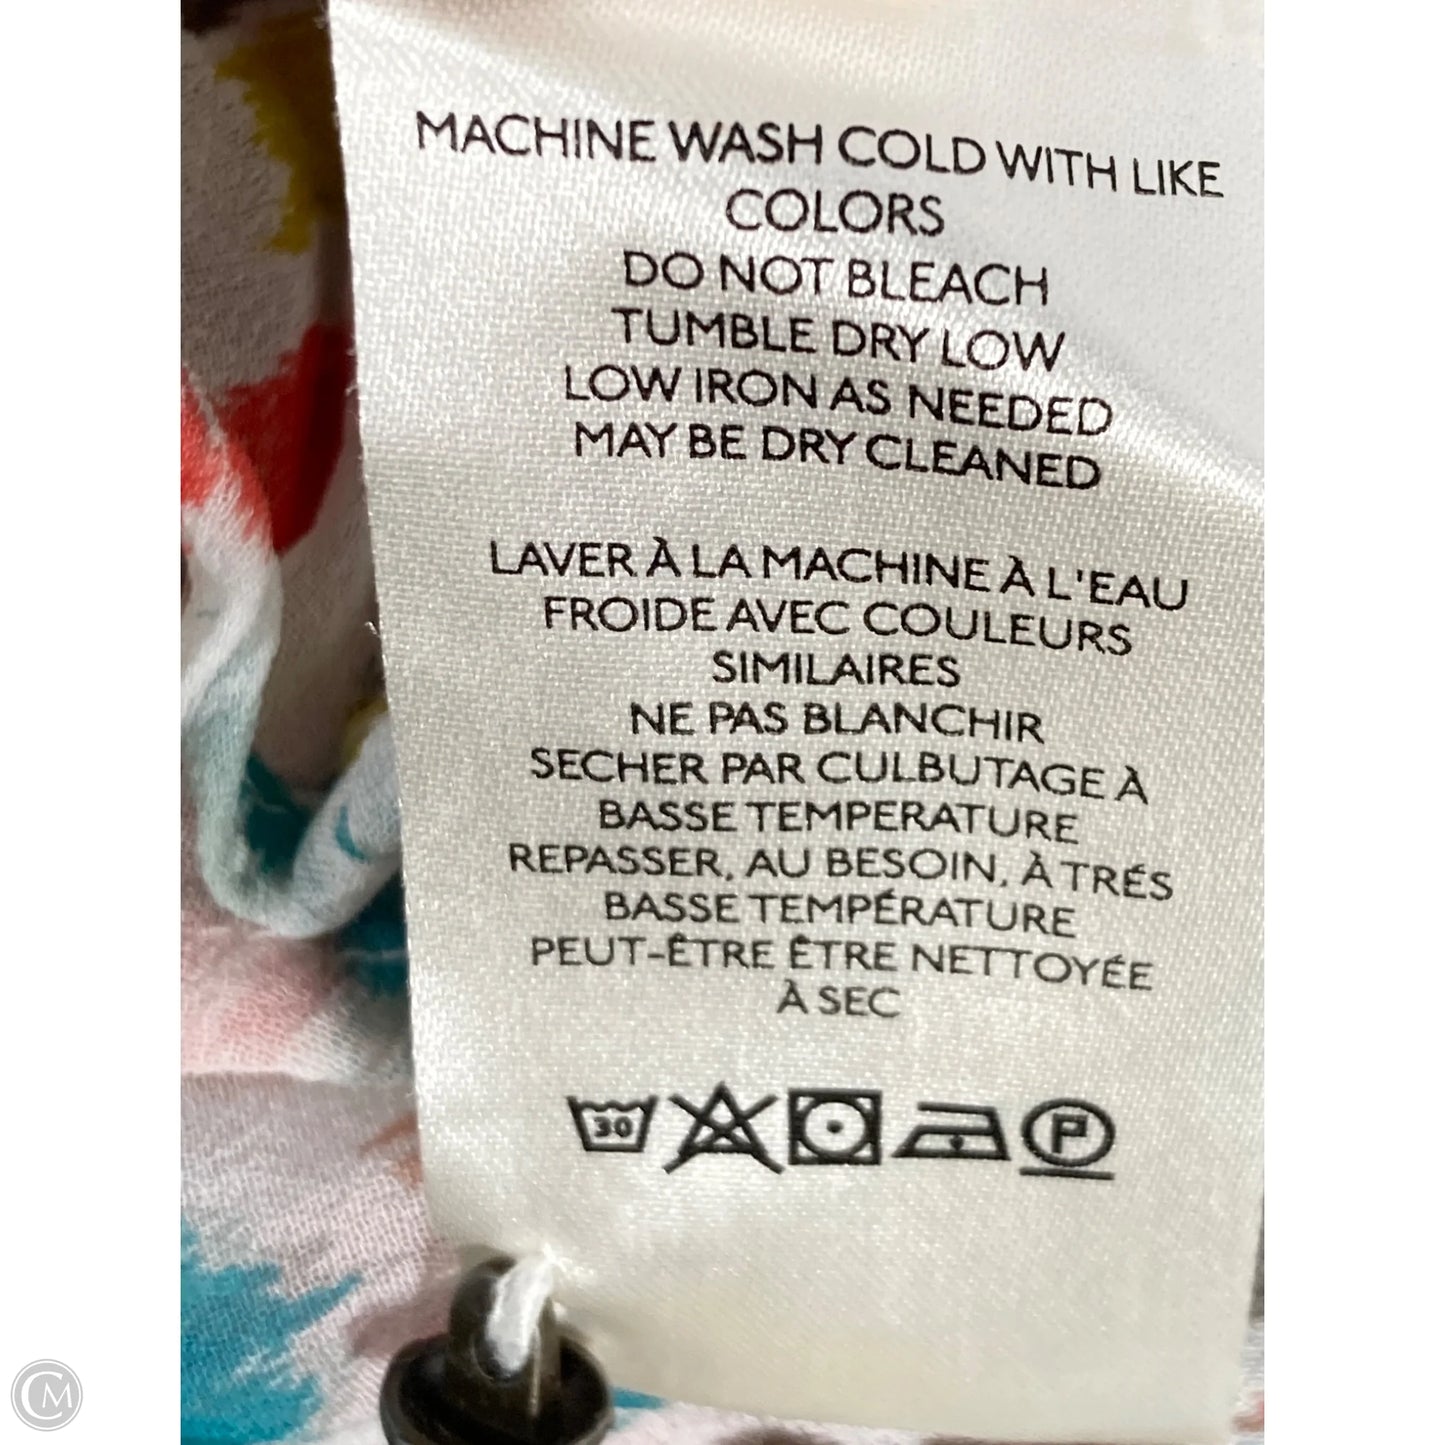 MACHINE WASH COLD WITH LIKE
COLORS
DO NOT BLEACH
TUMBLE DRY LOW
LOW IRON AS NEEDED
MAY BE DRY CLEANED
LAVER À LA MACHINE À L'EAU
FROIDE AVEC COULEURS
SIMILAIRES
NE PAS BLANCHIR
SECHER PAR CULBUTAGE À
BASSE TEMPERATURE
REPASSER, AU BESOIN, À TRÉS
BASSE TEMPÉRATURE
PEUT-ÊTRE ÊTRE NETTOYÉE
À SEC
30 P
CM